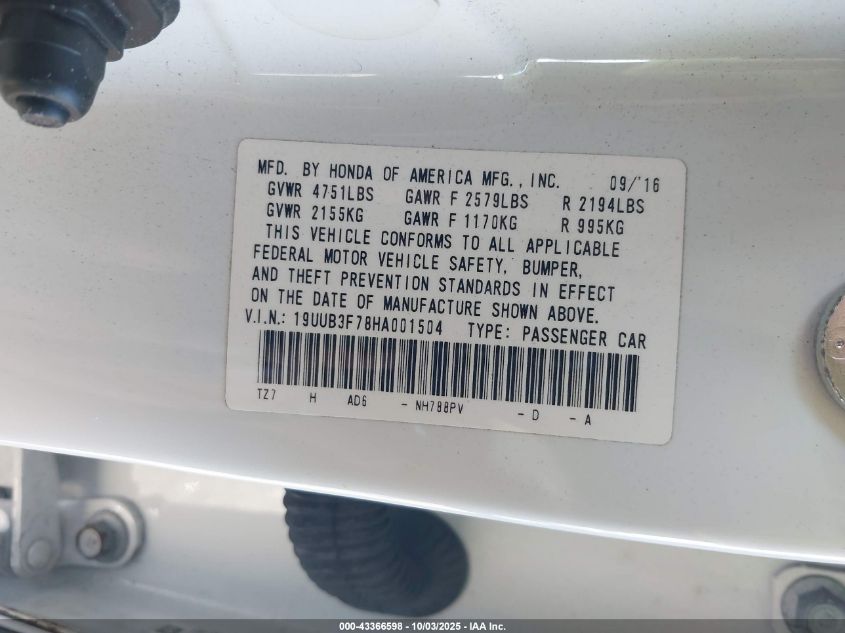 MFD. BY HONDA OF AMERICA MFG., INC. 09/'16
GVWR 4751LBS GAWR F 2579LBS R 2194LBS
GVWR 2155KG GAWR F 1170KG R 995KG
THIS VEHICLE CONFORMS TO ALL APPLICABLE
FEDERAL MOTOR VEHICLE SAFETY, BUMPER,
AND THEFT PREVENTION STANDARDS IN EFFECT
ON THE DATE OF MANUFACTURE SHOWN ABOVE.
V.I.N.: 19UUB3F78HA001504 TYPE: PASSENGER CAR
TZ7 H AD6 - NH788PV - D - A
000-43366598 - 10/03/2025 - IAA Inc.